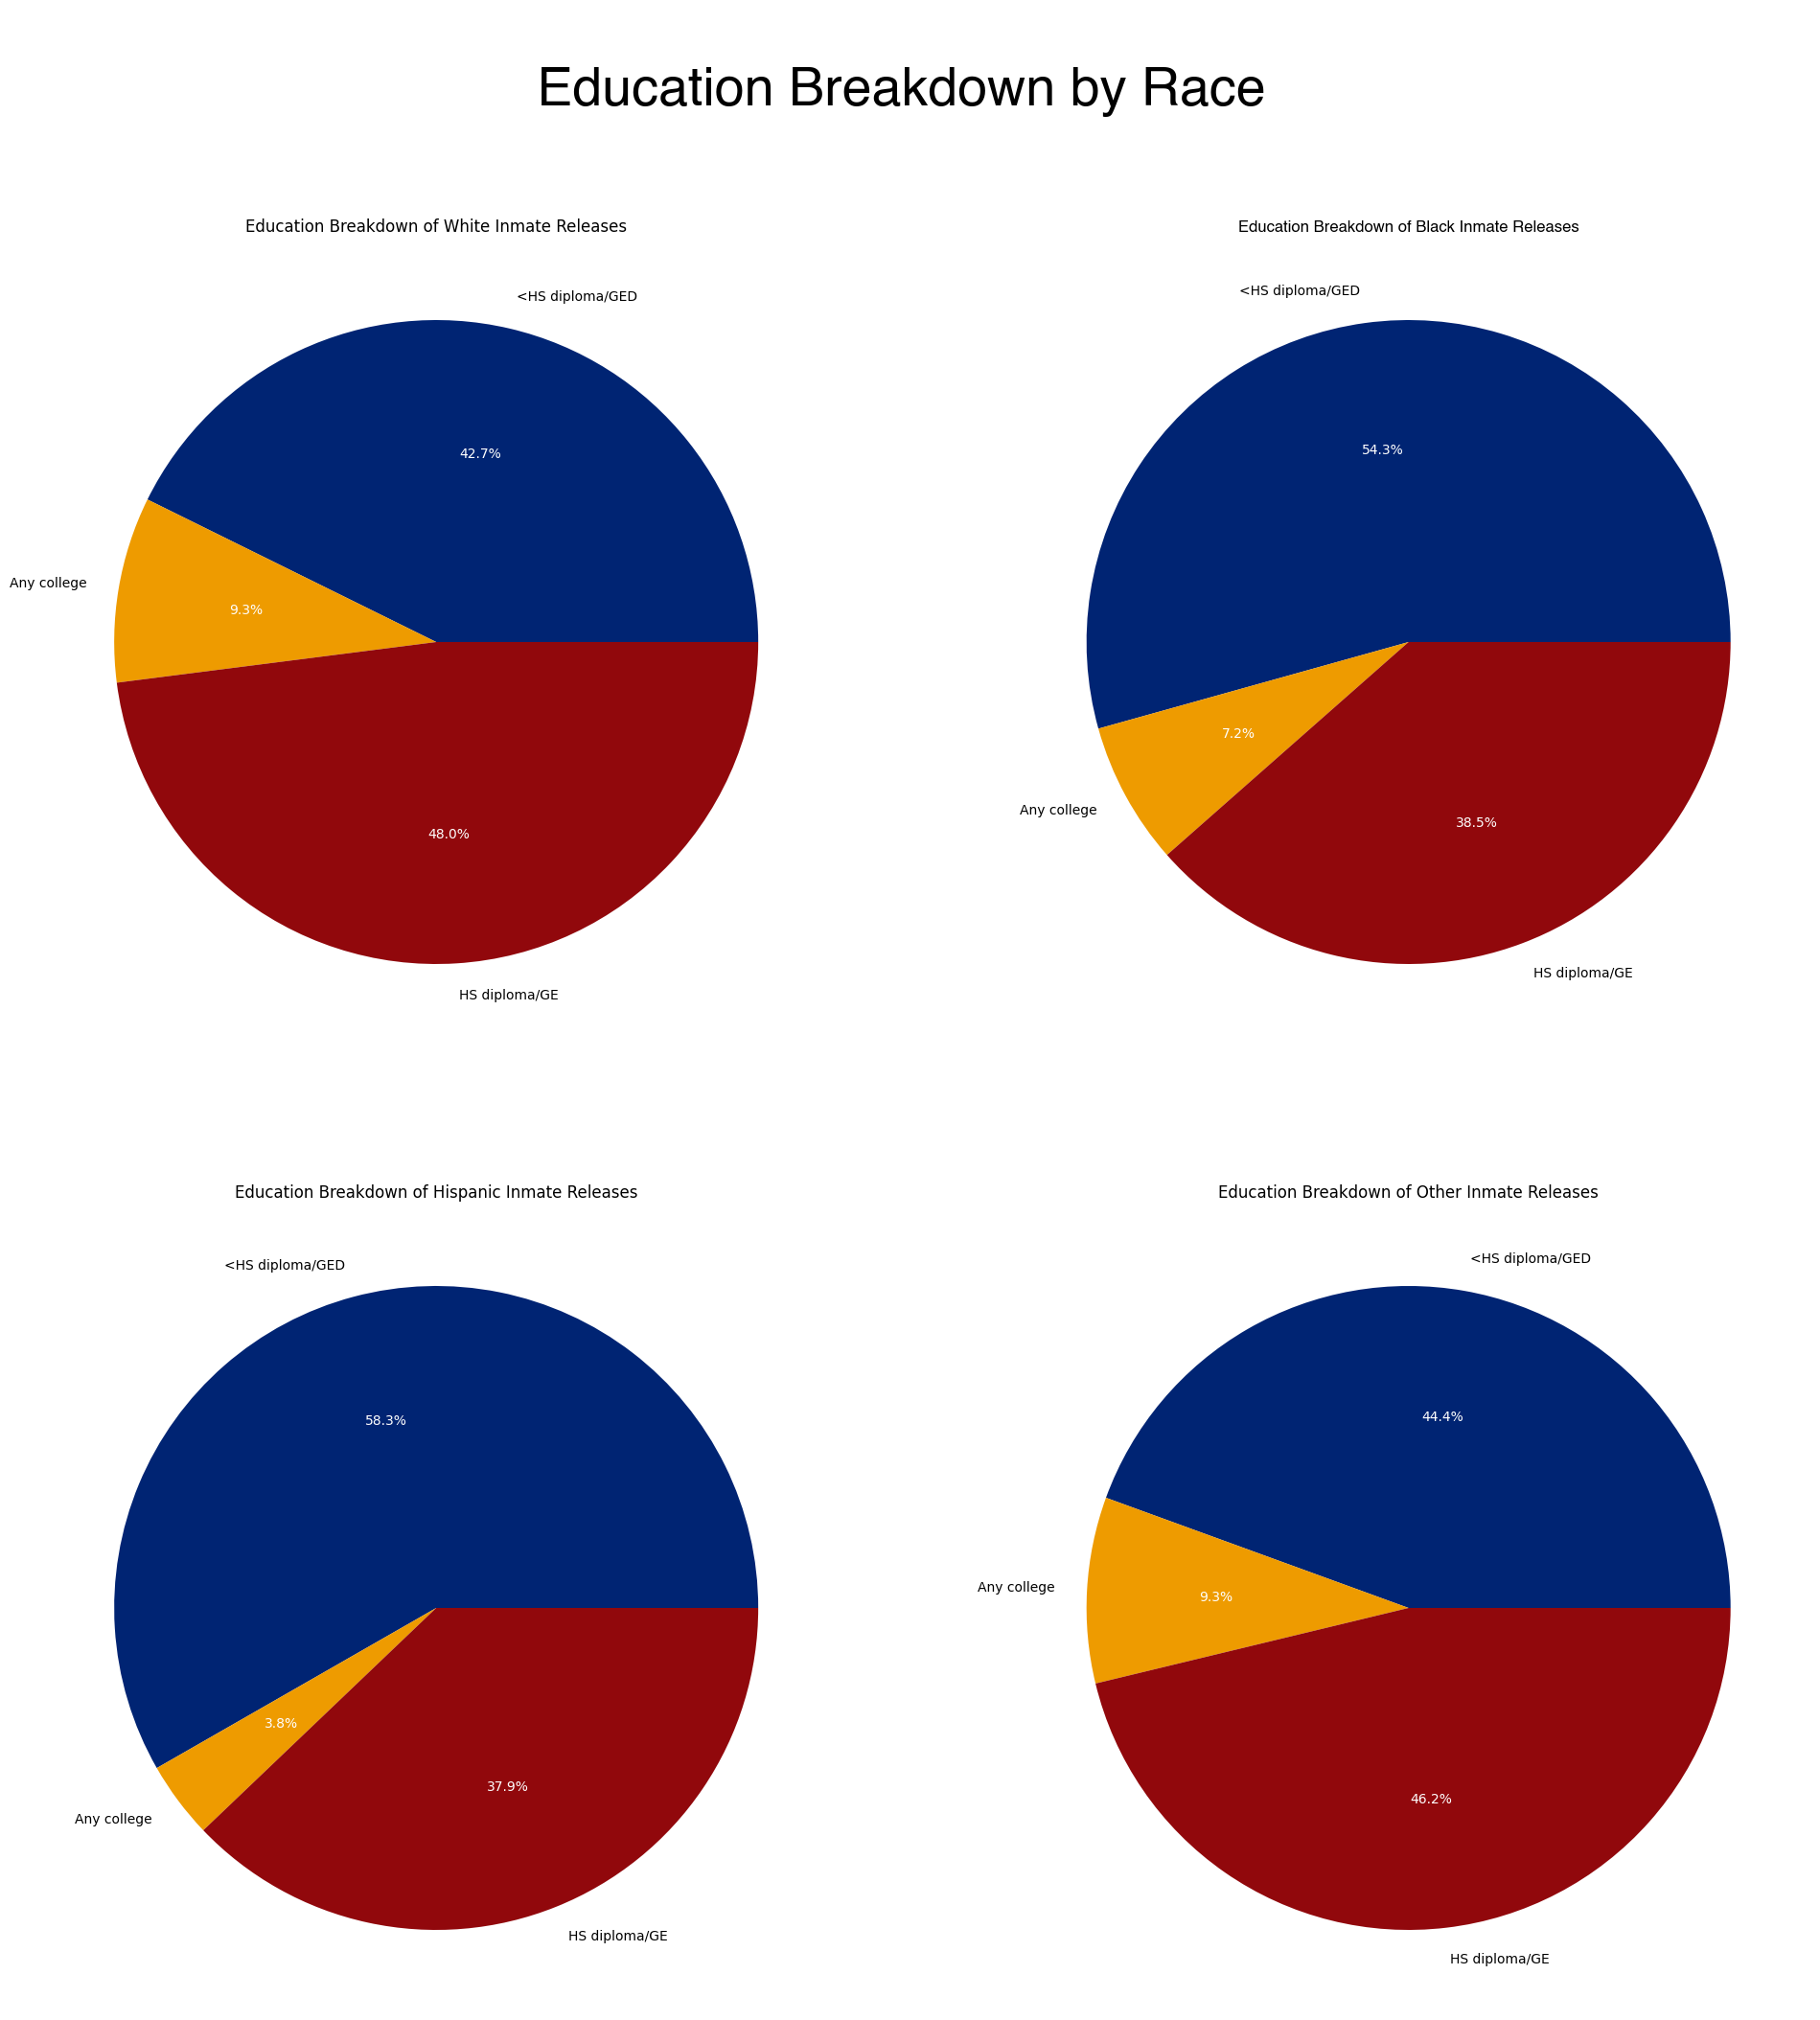 Education Breakdown by Race
Education Breakdown of White Inmate Releases
<HS diploma/GED
42.7%
Any college
9.3%
48.0%
HS diploma/GE
Education Breakdown of Black Inmate Releases
<HS diploma/GED
54.3%
7.2%
Any college
38.5%
HS diploma/GE
Education Breakdown of Hispanic Inmate Releases
<HS diploma/GED
58.3%
3.8%
Any college
37.9%
HS diploma/GE
Education Breakdown of Other Inmate Releases
<HS diploma/GED
44.4%
Any college
9.3%
46.2%
HS diploma/GE